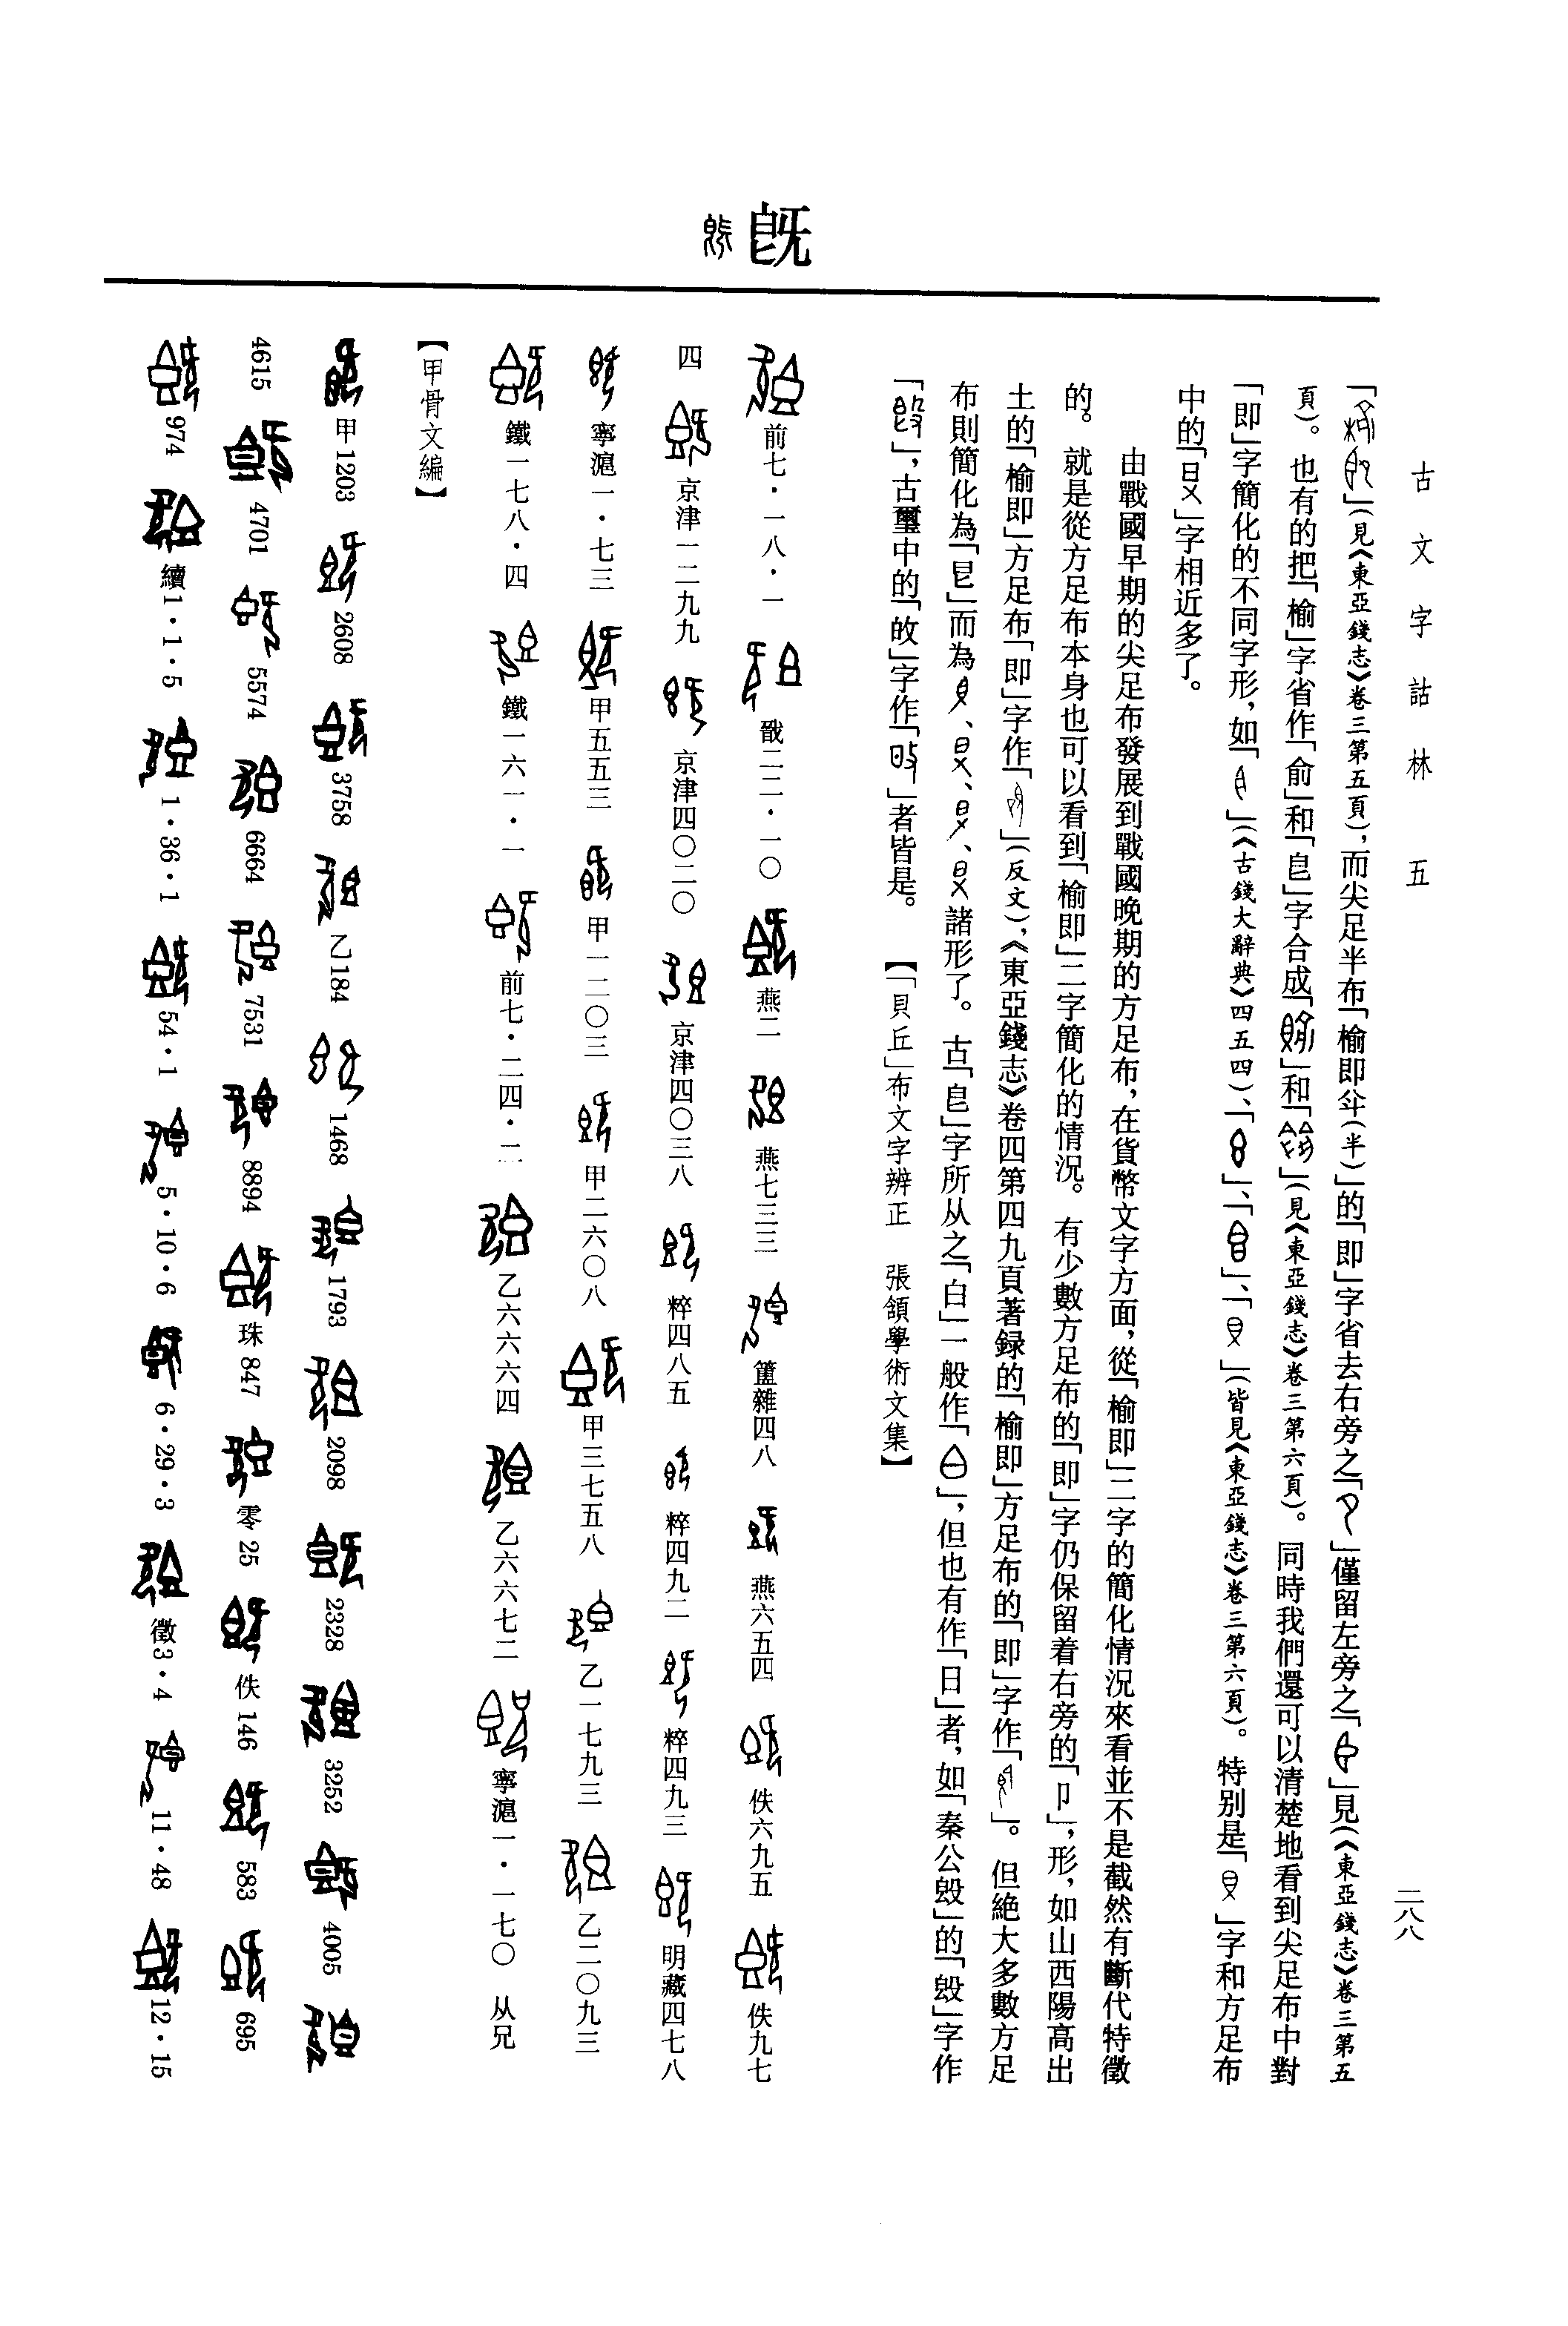 古文字詁林 五
二八八
「」(見《東亞錢志》卷三第五頁),而尖足半布「榆即半(半)」的「即」字省去右旁之「」僅留左旁之「」見(《東亞錢志》卷三第五
頁)。也有的把「榆」字省作「俞」和「皀」字合成「」和「」(見《東亞錢志》卷三第六頁)。同時我們還可以清楚地看到尖足布中對
「即」字簡化的不同字形,如「」(《古錢大辭典》四五四)、「」、「」、「」(皆見《東亞錢志》卷三第六頁)。特别是「」字和方足布
中的「」字相近多了。
由戰國早期的尖足布發展到戰國晚期的方足布,在貨幣文字方面,從「榆即」二字的簡化情況來看並不是截然有斷代特徵
的。就是從方足布本身也可以看到「榆即」二字簡化的情況。有少數方足布的「即」字仍保留着右旁的「卩」,形,如山西陽高出
土的「榆即」方足布「即」字作「」(反文),《東亞錢志》卷四第四九頁著録的「榆即」方足布的「即」字作「」。但絶大多數方足
布則簡化為「皀」而為、、、諸形了。古「皀」字所从之「白」一般作「」,但也有作「日」者,如「秦公𣪘」的「𣪘」字作
「」,古璽中的「故」字作「」者皆是。 【「貝丘」布文字辨正 張頷學術文集】
既
前七·一八·一 戩二二·一〇 燕二 燕七三三 簠雜四八 燕六五四 佚六九五 佚九七
四 京津一二九九 京津四〇二〇 京津四〇三八 粹四八五 粹四九二 粹四九三 明藏四七八
寧滬一·七三 甲五五三 甲一二〇三 甲二六〇八 甲三七五八 乙一七九三 乙二〇九三
鐵一七八·四 鐵一六一·一 前七·二四·二 乙六六六四 乙六六七二 寧滬一·一七〇 从兄
【甲骨文編】
甲1203 2608 3758 乙184 1468 1793 2098 2328 3252 4005
4615 4701 5574 6664 7531 8894 珠847 零25 佚146 583 695
974 續1·1·5 1·36·1 54·1 5·10·6 6·29·3 徵3·4 11·48 12·15